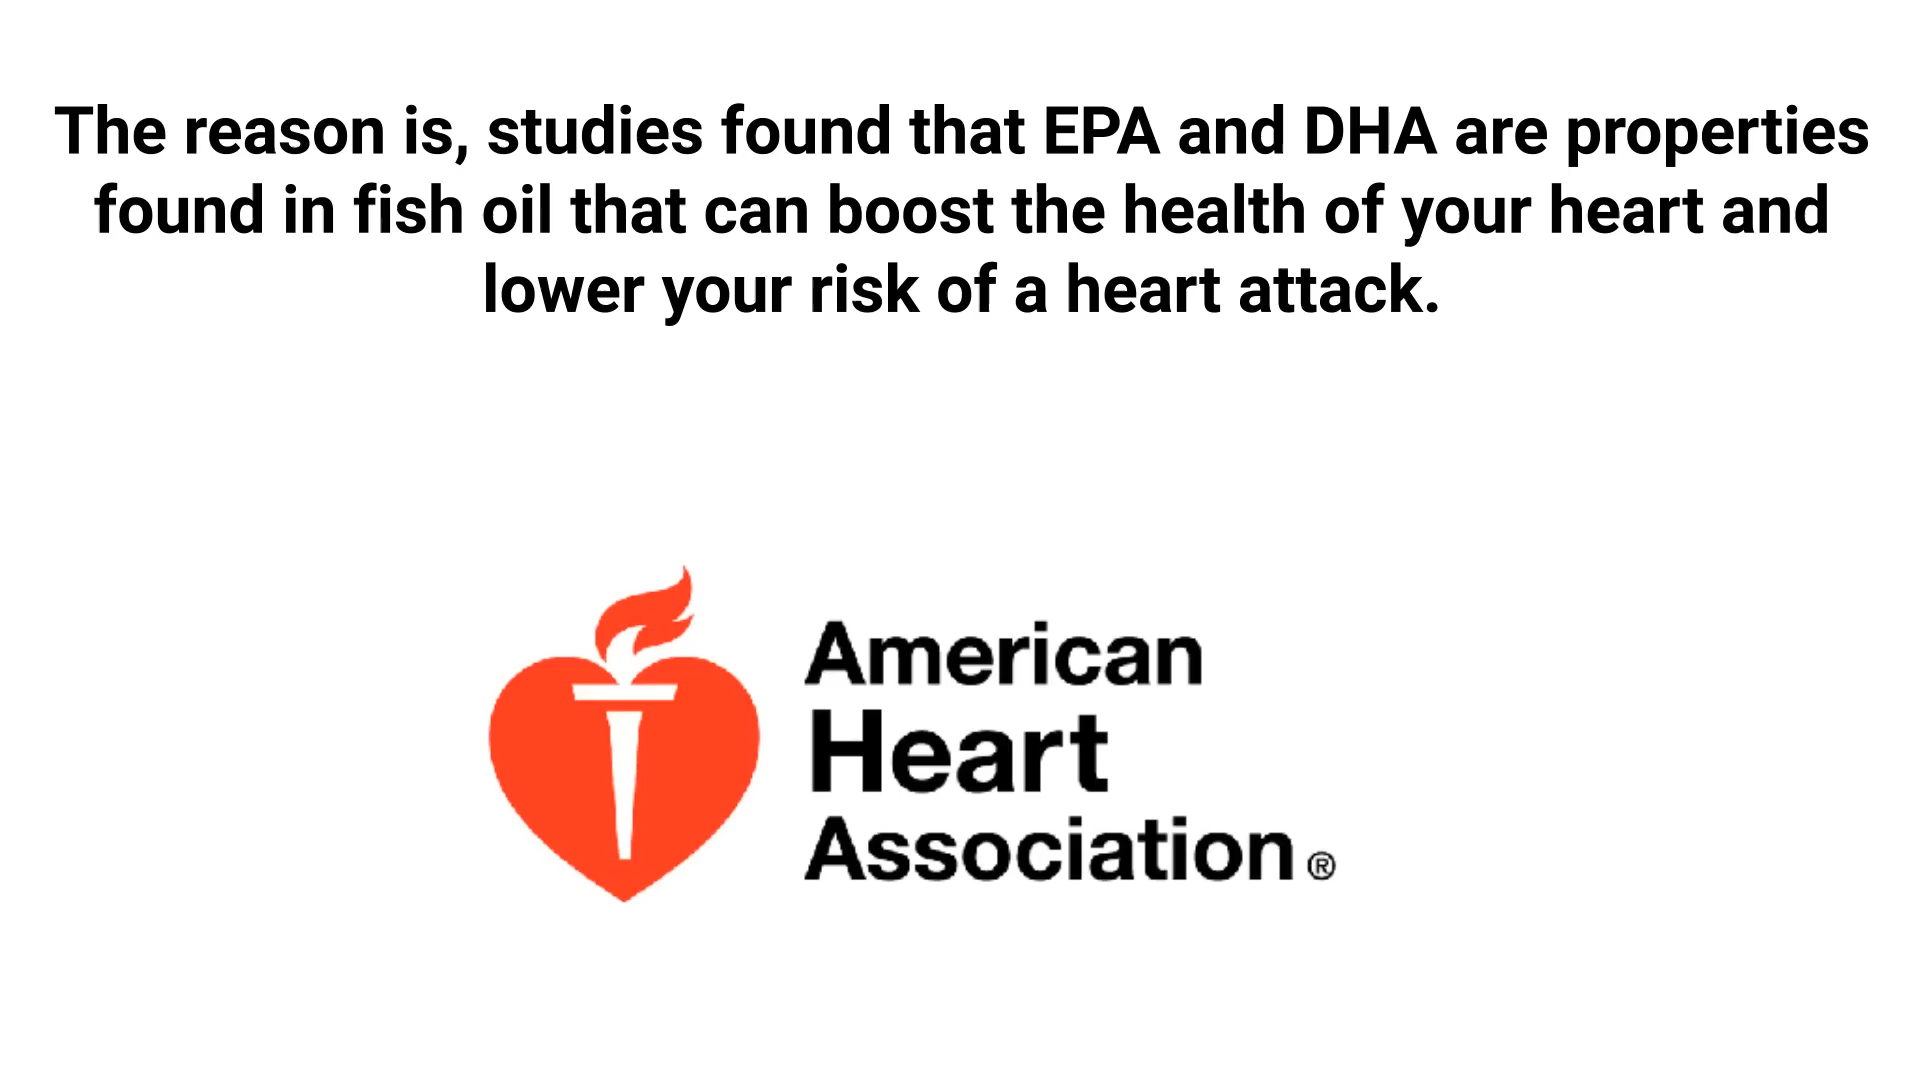 The reason is, studies found that EPA and DHA are properties
found in fish oil that can boost the health of your heart and
lower your risk of a heart attack.
American
Heart
Association®